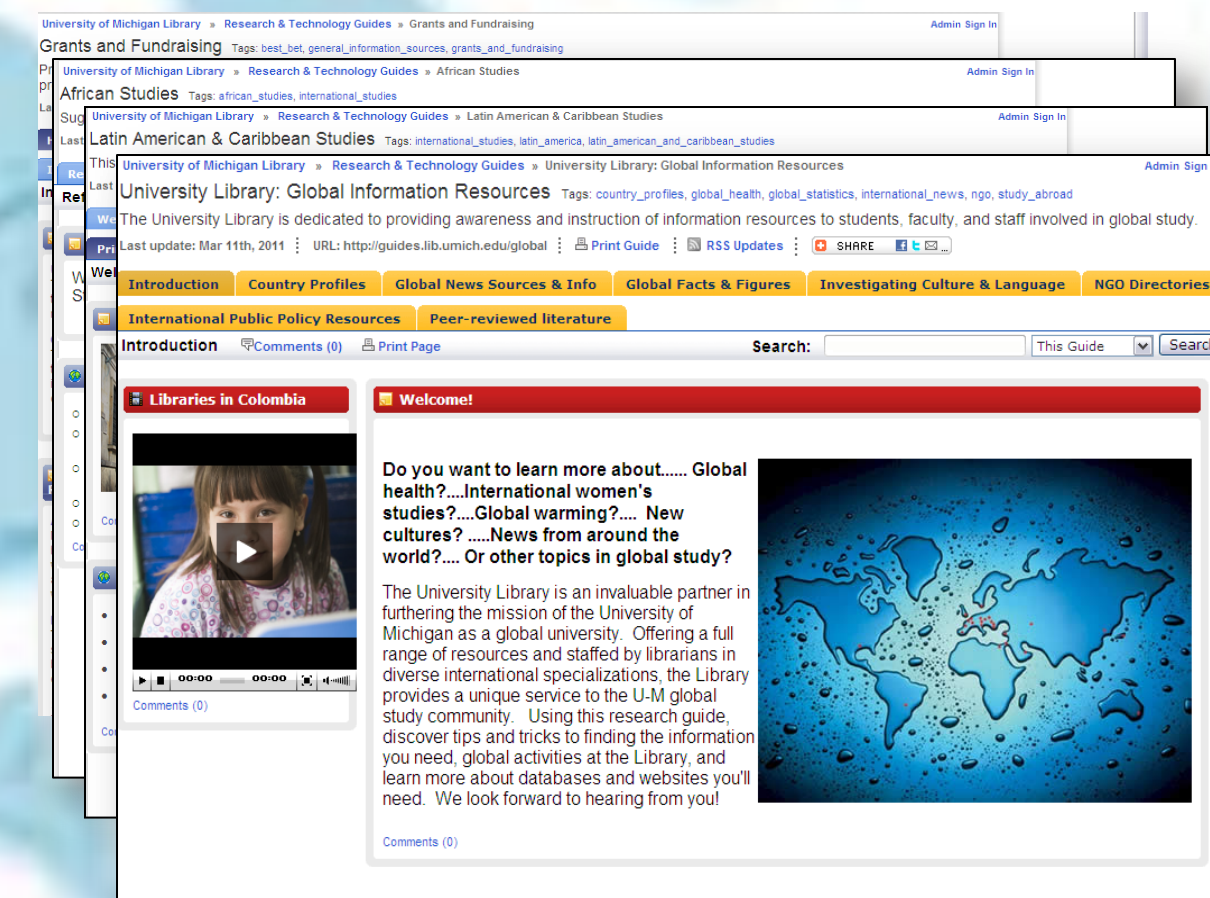 University of Michigan Library » Research & Technology Guides » Grants and Fundraising Admin Sign In
Grants and Fundraising Tags: best_bet, general_information_sources, grants_and_fundraising
University of Michigan Library » Research & Technology Guides » African Studies Admin Sign In
African Studies Tags: african_studies, international_studies
University of Michigan Library » Research & Technology Guides » Latin American & Caribbean Studies Admin Sign In
Latin American & Caribbean Studies Tags: international_studies, latin_america, latin_american_and_caribbean_studies
This
Last
University of Michigan Library » Research & Technology Guides » University Library: Global Information Resources Admin Sign
University Library: Global Information Resources Tags: country_profiles, global_health, global_statistics, international_news, ngo, study_abroad
The University Library is dedicated to providing awareness and instruction of information resources to students, faculty, and staff involved in global study.
Last update: Mar 11th, 2011 URL: http://guides.lib.umich.edu/global Print Guide RSS Updates SHARE ...
Introduction Country Profiles Global News Sources & Info Global Facts & Figures Investigating Culture & Language NGO Directories
International Public Policy Resources Peer-reviewed literature
Introduction Comments (0) Print Page Search: This Guide Searc
Libraries in Colombia
Welcome!
Do you want to learn more about...... Global
health?....International women's
studies?....Global warming?.... New
cultures? .....News from around the
world?.... Or other topics in global study?
The University Library is an invaluable partner in
furthering the mission of the University of
Michigan as a global university. Offering a full
range of resources and staffed by librarians in
diverse international specializations, the Library
provides a unique service to the U-M global
study community. Using this research guide,
discover tips and tricks to finding the information
you need, global activities at the Library, and
learn more about databases and websites you'll
need. We look forward to hearing from you!
00:00 00:00
Comments (0)
Comments (0)